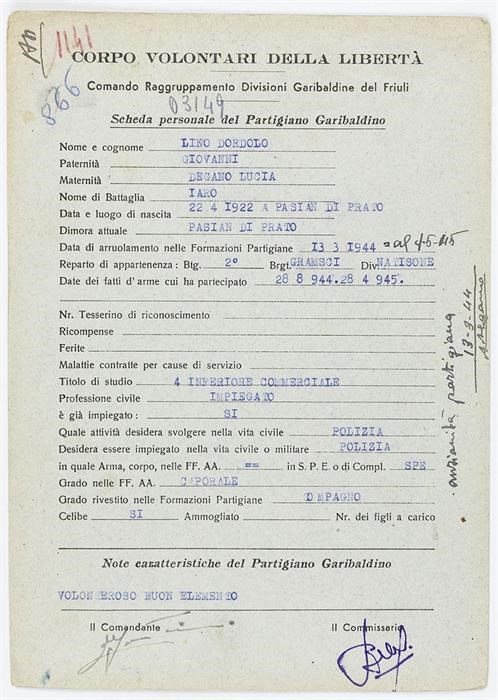 AD
1141
866
CORPO VOLONTARI DELLA LIBERTÀ
Comando Raggruppamento Divisioni Garibaldine del Friuli
03149
Scheda personale del Partigiano Garibaldino
Nome e cognome LINO DORDOLO
Paternità GIOVANNI
Maternità DEGANO LUCIA
Nome di Battaglia IARO
Data e luogo di nascita 22 4 1922 A PASIAN DI PRATO
Dimora attuale PASIAN DI PRATO
Data di arruolamento nelle Formazioni Partigiane 13 3 1944 = al
Reparto di appartenenza: Btg. 2° Brgt. GRAMSCI Div. NATISONE
Date dei fatti d'arme cui ha partecipato 28 8 944.28 4 945.
Nr. Tesserino di riconoscimento
Ricompense
Ferite
Malattie contratte per cause di servizio
Titolo di studio 4 INFERIORE COMMERCIALE
Professione civile IMPIEGATO
è già impiegato: SI
Quale attività desidera svolgere nella vita civile POLIZIA
Desidera essere impiegato nella vita civile o militare POLIZIA
in quale Arma, corpo, nelle FF. AA. == in S. P. E. o di Compl. SPE
Grado nelle FF. AA. CAPORALE
Grado rivestito nelle Formazioni Partigiane OMPAGNO
Celibe SI Ammogliato Nr. dei figli a carico
anzianità partigiana
13-3-44
Note caratteristiche del Partigiano Garibaldino
VOLONTEROSO BUON ELEMENTO
Il Comandante Il Commissario